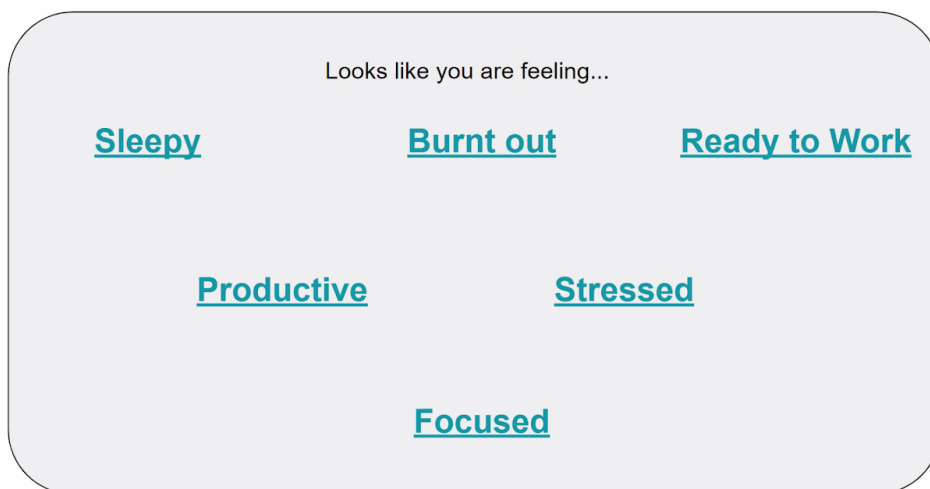 Looks like you are feeling...
Sleepy Burnt out Ready to Work
Productive Stressed
Focused